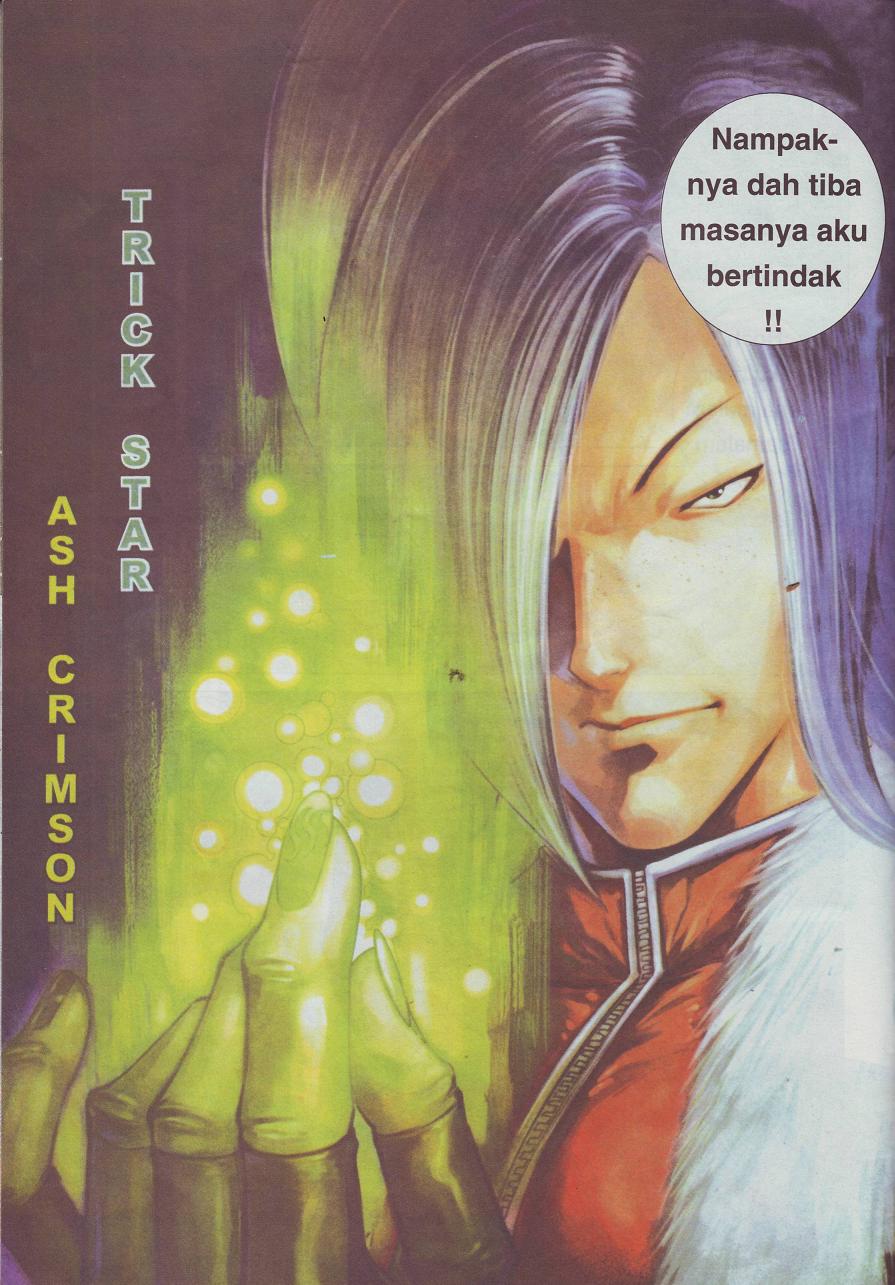 TRICK STAR
ASH CRIMSON
Nampak-
nya dah tiba
masanya aku
bertindak
!!